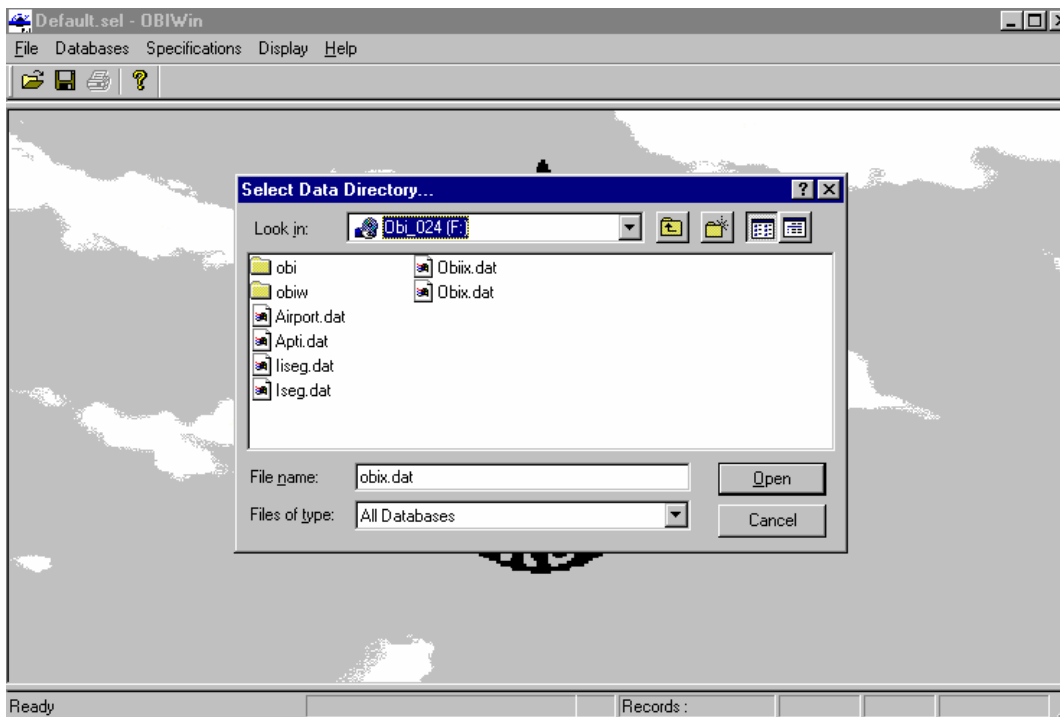 Default.sel - OBIWin
File Databases Specifications Display Help
Select Data Directory...
Look in: Obi_024 (F:)
obi Obiix.dat
obiw Obix.dat
Airport.dat
Apti.dat
Iiseg.dat
Iseg.dat
File name: obix.dat Open
Files of type: All Databases Cancel
Ready Records :